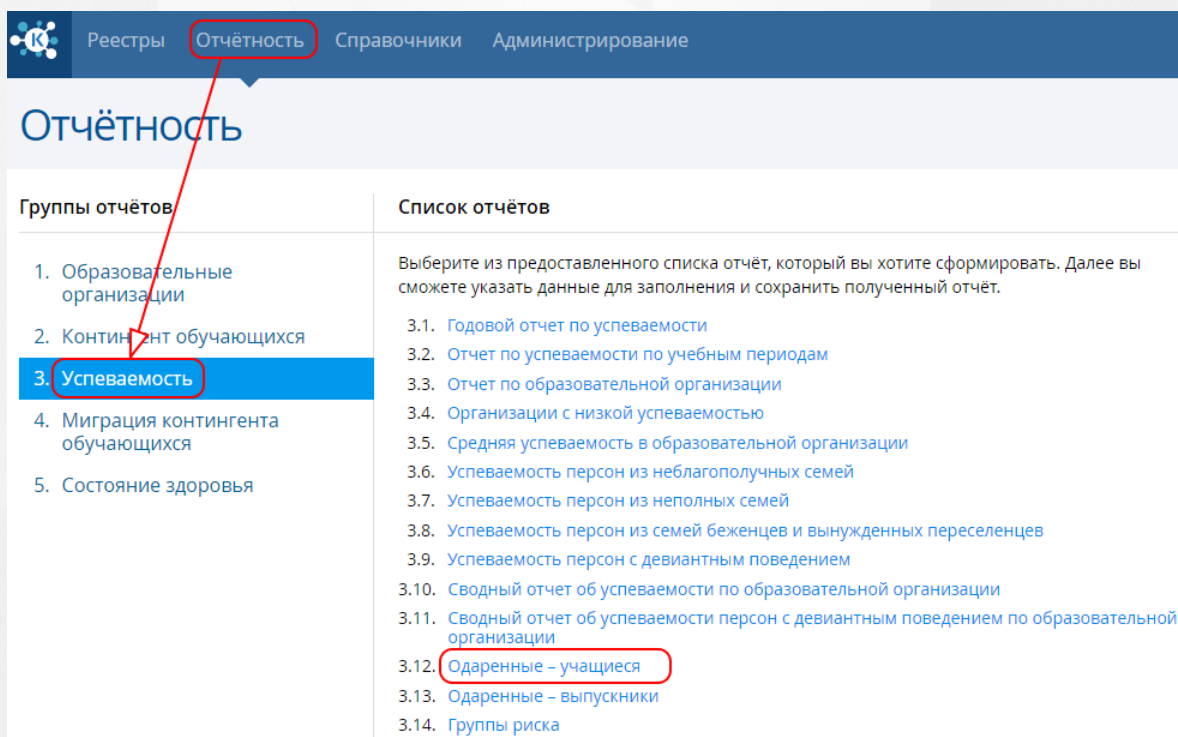 K
Реестры Отчётность Справочники Администрирование
Отчётность
Группы отчётов
1. Образовательные
организации
2. Контингент обучающихся
3. Успеваемость
4. Миграция контингента
обучающихся
5. Состояние здоровья
Список отчётов
Выберите из предоставленного списка отчёт, который вы хотите сформировать. Далее вы
сможете указать данные для заполнения и сохранить полученный отчёт.
3.1. Годовой отчет по успеваемости
3.2. Отчет по успеваемости по учебным периодам
3.3. Отчет по образовательной организации
3.4. Организации с низкой успеваемостью
3.5. Средняя успеваемость в образовательной организации
3.6. Успеваемость персон из неблагополучных семей
3.7. Успеваемость персон из неполных семей
3.8. Успеваемость персон из семей беженцев и вынужденных переселенцев
3.9. Успеваемость персон с девиантным поведением
3.10. Сводный отчет об успеваемости по образовательной организации
3.11. Сводный отчет об успеваемости персон с девиантным поведением по образовательной
организации
3.12. Одаренные – учащиеся
3.13. Одаренные – выпускники
3.14. Группы риска